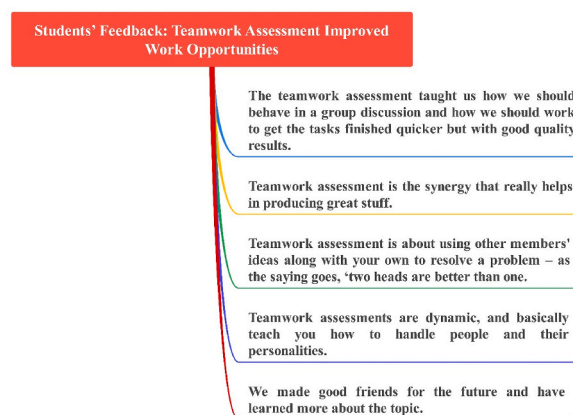 Students' Feedback: Teamwork Assessment Improved
Work Opportunities
The teamwork assessment taught us how we should
behave in a group discussion and how we should work
to get the tasks finished quicker but with good quality
results.
Teamwork assessment is the synergy that really helps
in producing great stuff.
Teamwork assessment is about using other members'
ideas along with your own to resolve a problem – as
the saying goes, 'two heads are better than one.
Teamwork assessments are dynamic, and basically
teach you how to handle people and their
personalities.
We made good friends for the future and have
learned more about the topic.